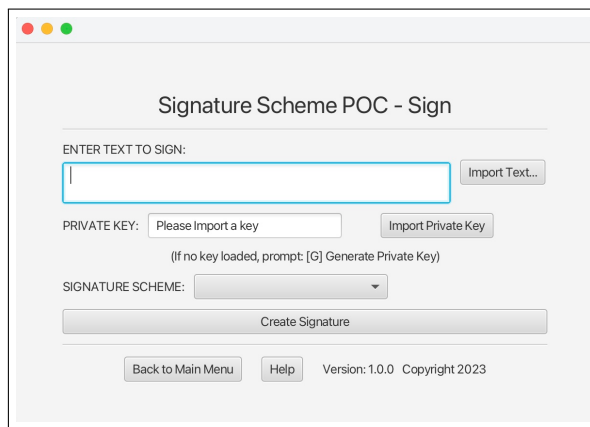 Signature Scheme POC - Sign
ENTER TEXT TO SIGN:
Import Text...
PRIVATE KEY: Please Import a key Import Private Key
(If no key loaded, prompt: [G] Generate Private Key)
SIGNATURE SCHEME:
Create Signature
Back to Main Menu Help Version: 1.0.0 Copyright 2023